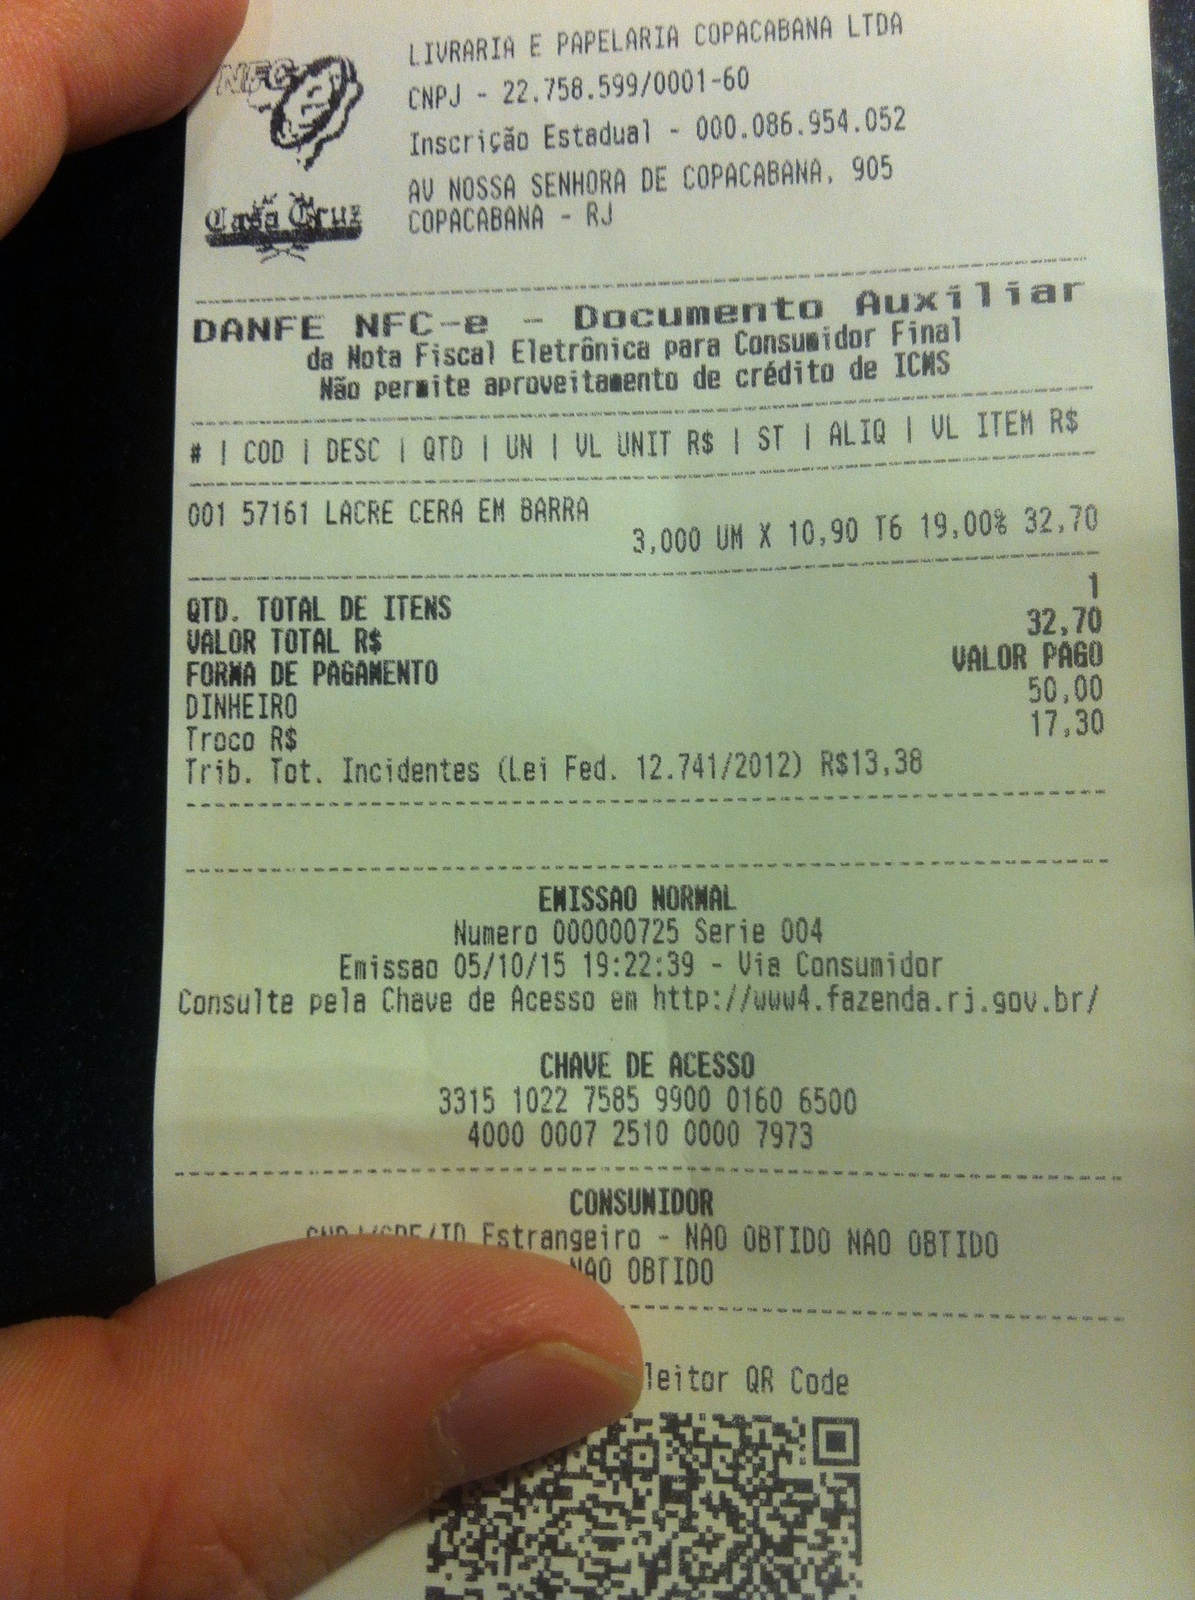 NFC
Casa Cruz
LIVRARIA E PAPELARIA COPACABANA LTDA
CNPJ - 22.758.599/0001-60
Inscrição Estadual - 000.086.954.052
AV NOSSA SENHORA DE COPACABANA, 905
COPACABANA - RJ
DANFE NFC-e - Documento Auxiliar
da Nota Fiscal Eletrônica para Consumidor Final
Não permite aproveitamento de crédito de ICMS
# | COD | DESC | QTD | UN | VL UNIT R$ | ST | ALIQ | VL ITEM R$
001 57161 LACRE CERA EM BARRA
3,000 UM X 10,90 T6 19,00% 32,70
QTD. TOTAL DE ITENS 1
VALOR TOTAL R$ 32,70
FORMA DE PAGAMENTO VALOR PAGO
DINHEIRO 50,00
Troco R$ 17,30
Trib. Tot. Incidentes (Lei Fed. 12.741/2012) R$13,38
EMISSAO NORMAL
Numero 000000725 Serie 004
Emissao 05/10/15 19:22:39 - Via Consumidor
Consulte pela Chave de Acesso em http://www4.fazenda.rj.gov.br/
CHAVE DE ACESSO
3315 1022 7585 9900 0160 6500
4000 0007 2510 0000 7973
CONSUMIDOR
Estrangeiro - NAO OBTIDO NAO OBTIDO
NAO OBTIDO
leitor QR Code